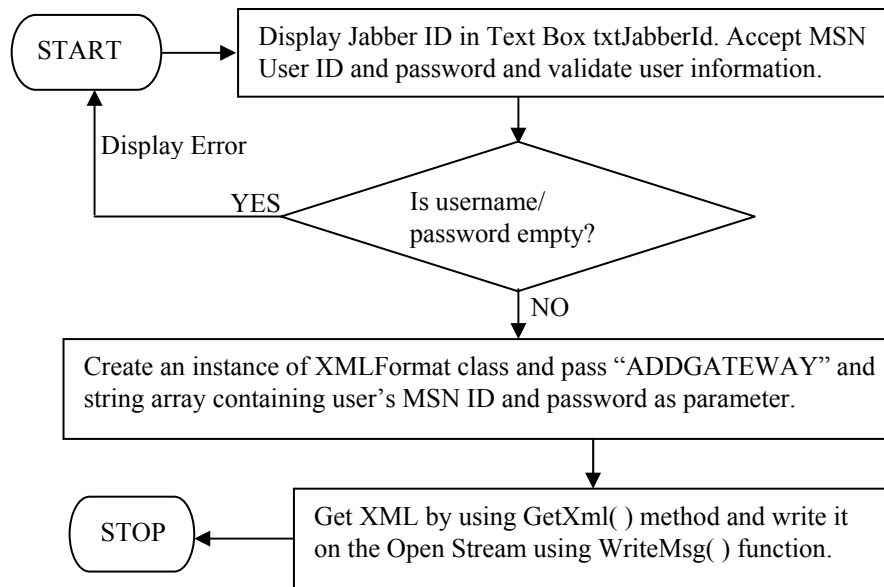 START
Display Jabber ID in Text Box txtJabberId. Accept MSN
User ID and password and validate user information.
Display Error
YES
Is username/
password empty?
NO
Create an instance of XMLFormat class and pass “ADDGATEWAY” and
string array containing user’s MSN ID and password as parameter.
Get XML by using GetXml( ) method and write it
on the Open Stream using WriteMsg( ) function.
STOP